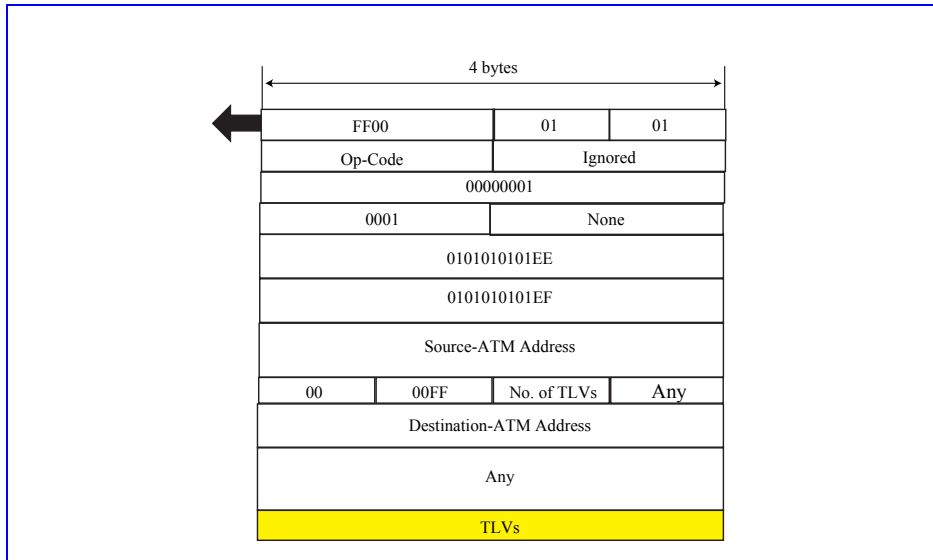 4 bytes
FF00 01 01
Op-Code Ignored
00000001
0001 None
0101010101EE
0101010101EF
Source-ATM Address
00 00FF No. of TLVs Any
Destination-ATM Address
Any
TLVs